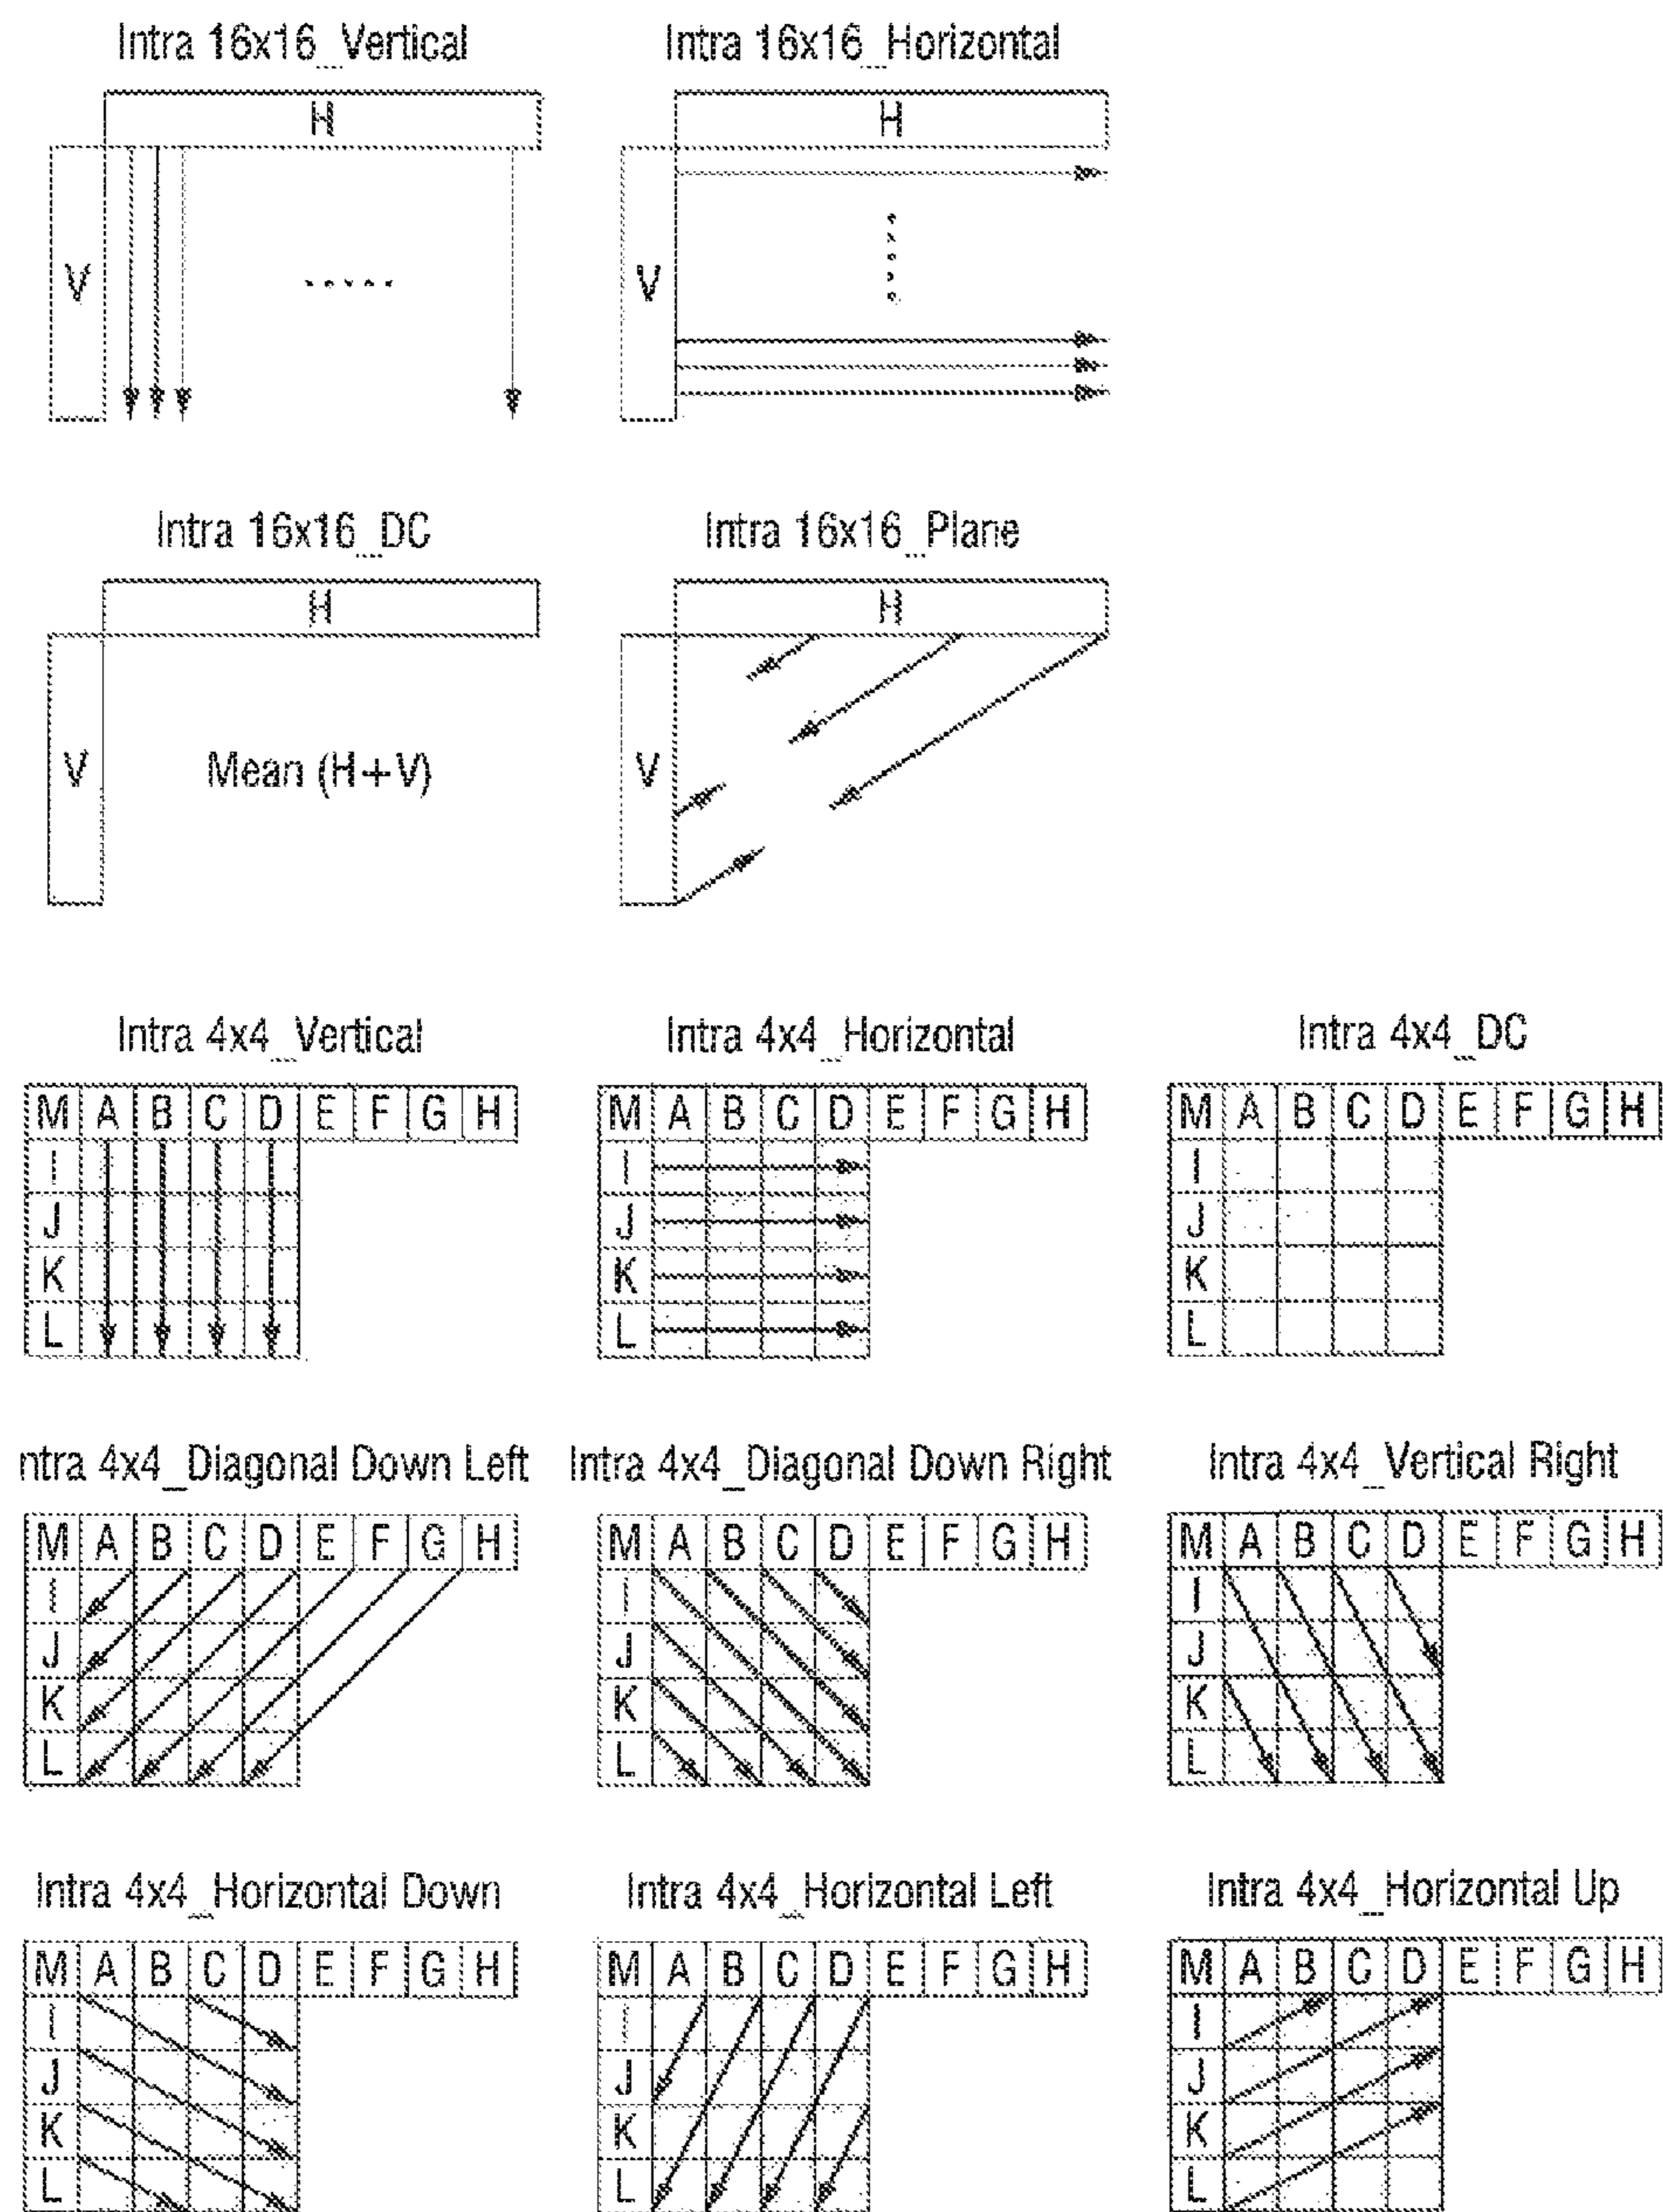 Intra 16x16_Vertical
Intra 16x16_Horizontal
H
H
V
V
Intra 16x16_DC
Intra 16x16_Plane
H
H
V
Mean (H+V)
V
Intra 4x4_Vertical
Intra 4x4_Horizontal
Intra 4x4_DC
M A B C D E F G H
M A B C D E F G H
M A B C D E F G H
I
I
I
J
J
J
K
K
K
L
L
L
ntra 4x4_Diagonal Down Left
Intra 4x4_Diagonal Down Right
Intra 4x4_Vertical Right
M A B C D E F G H
M A B C D E F G H
M A B C D E F G H
I
I
I
J
J
J
K
K
K
L
L
L
Intra 4x4_Horizontal Down
Intra 4x4_Horizontal Left
Intra 4x4_Horizontal Up
M A B C D E F G H
M A B C D E F G H
M A B C D E F G H
I
I
I
J
J
J
K
K
K
L
L
L